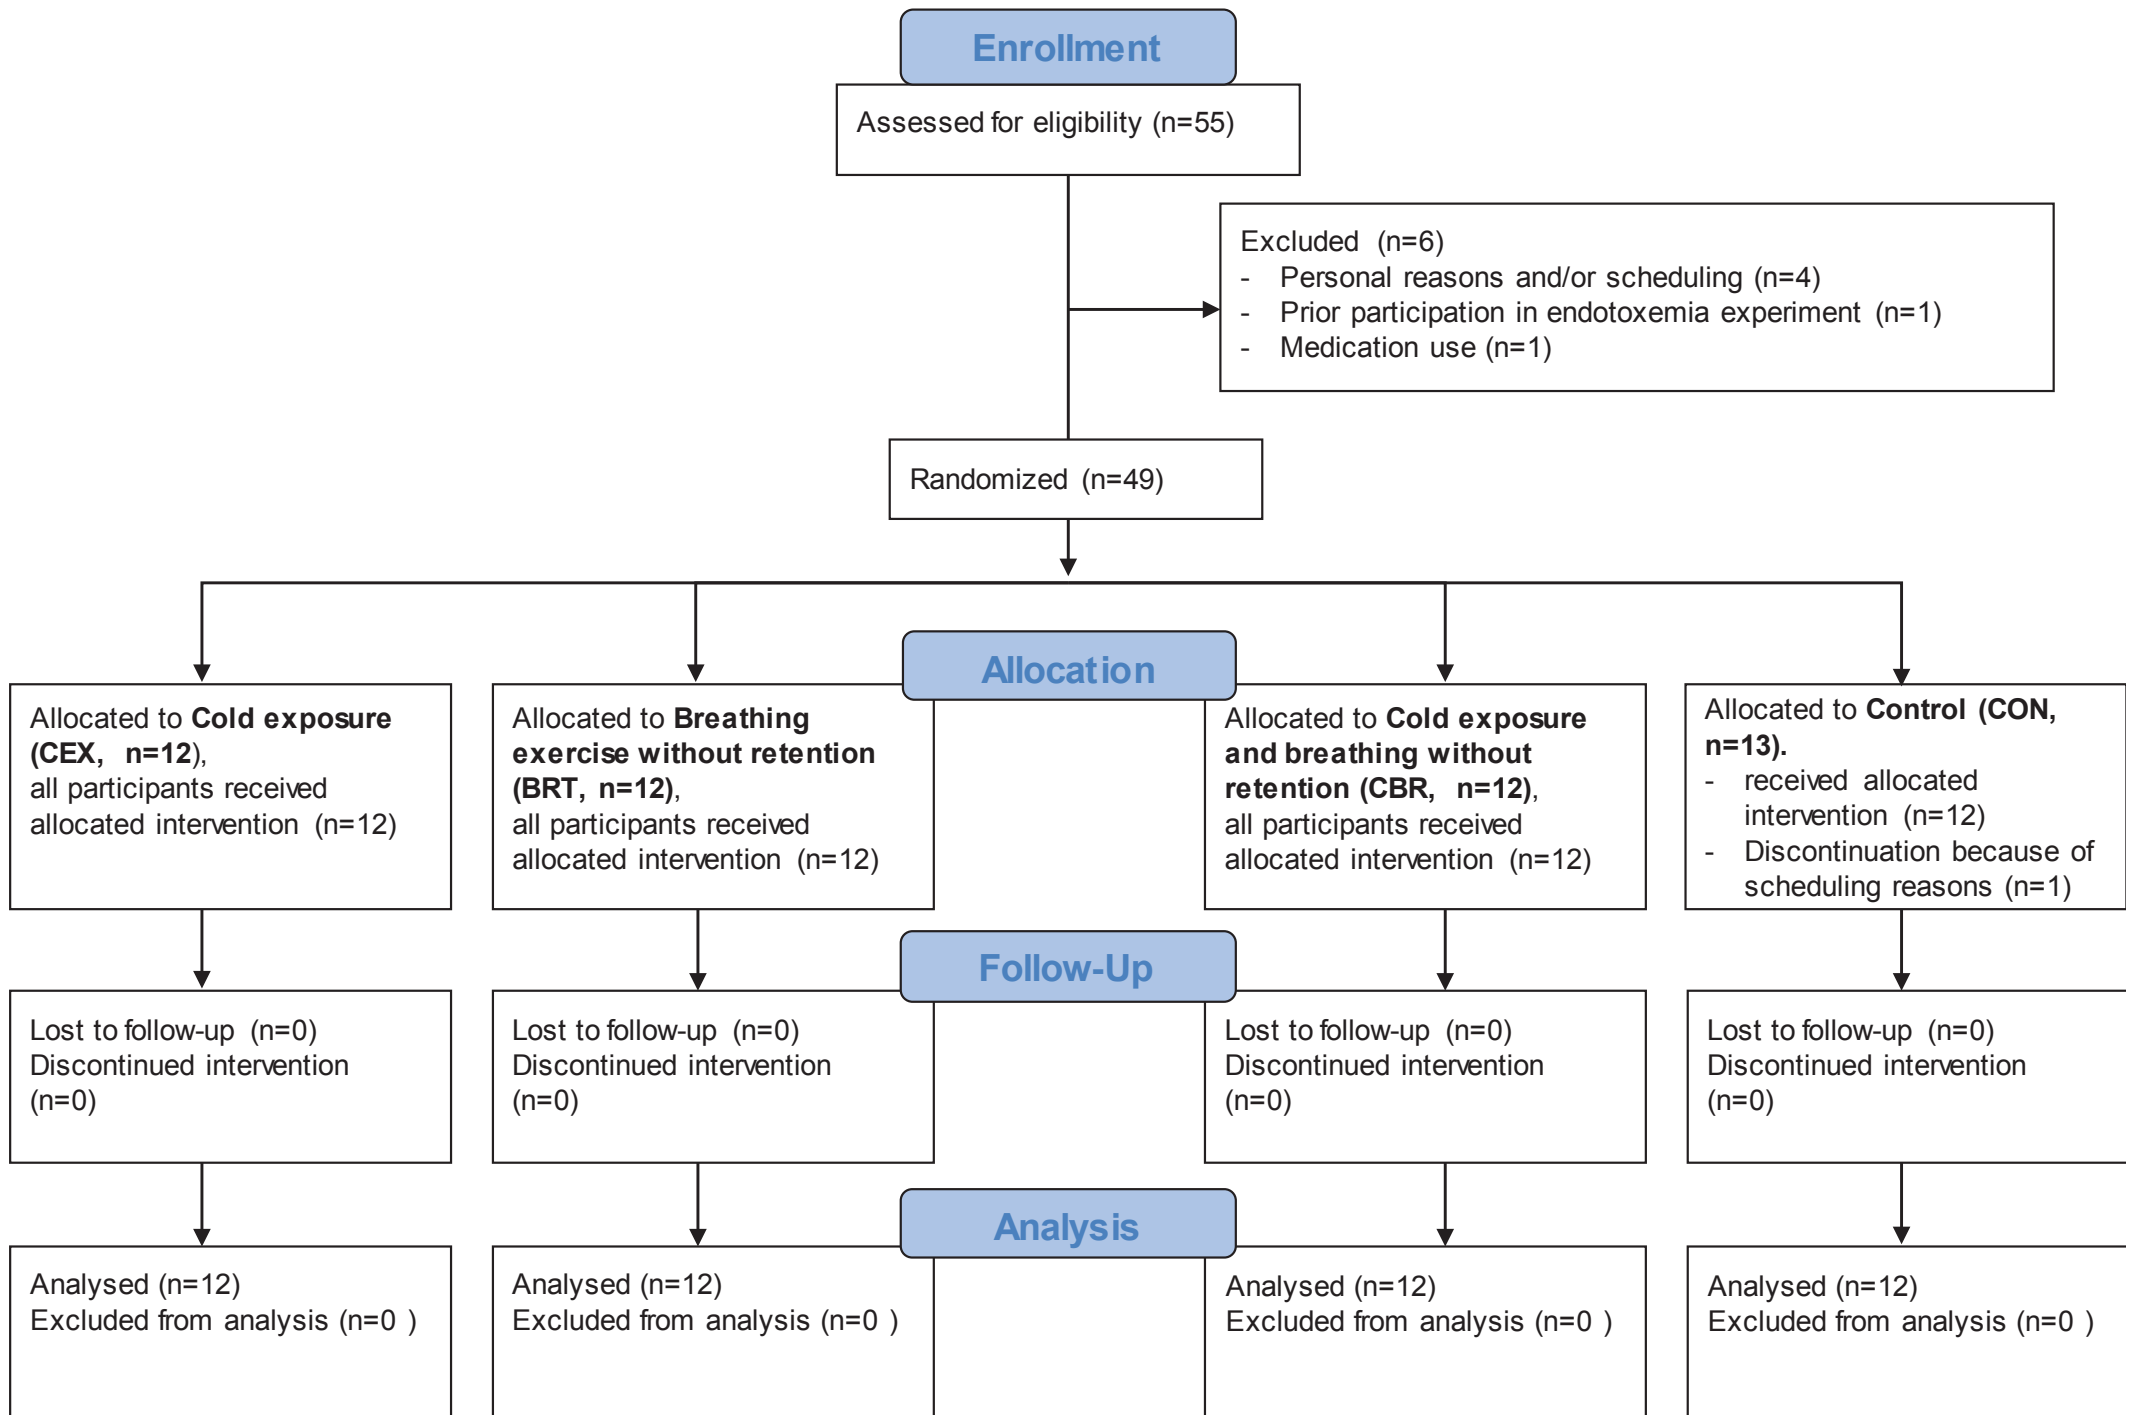 Enrollment
Assessed for eligibility (n=55)
Excluded (n=6)
- Personal reasons and/or scheduling (n=4)
- Prior participation in endotoxemia experiment (n=1)
- Medication use (n=1)
Randomized (n=49)
Allocation
Allocated to Cold exposure
(CEX, n=12),
all participants received
allocated intervention (n=12)
Allocated to Breathing
exercise without retention
(BRT, n=12),
all participants received
allocated intervention (n=12)
Allocated to Cold exposure
and breathing without
retention (CBR, n=12),
all participants received
allocated intervention (n=12)
Allocated to Control (CON,
n=13).
- received allocated
intervention (n=12)
- Discontinuation because of
scheduling reasons (n=1)
Follow-Up
Lost to follow-up (n=0)
Discontinued intervention
(n=0)
Lost to follow-up (n=0)
Discontinued intervention
(n=0)
Lost to follow-up (n=0)
Discontinued intervention
(n=0)
Lost to follow-up (n=0)
Discontinued intervention
(n=0)
Analysis
Analysed (n=12)
Excluded from analysis (n=0 )
Analysed (n=12)
Excluded from analysis (n=0 )
Analysed (n=12)
Excluded from analysis (n=0 )
Analysed (n=12)
Excluded from analysis (n=0 )